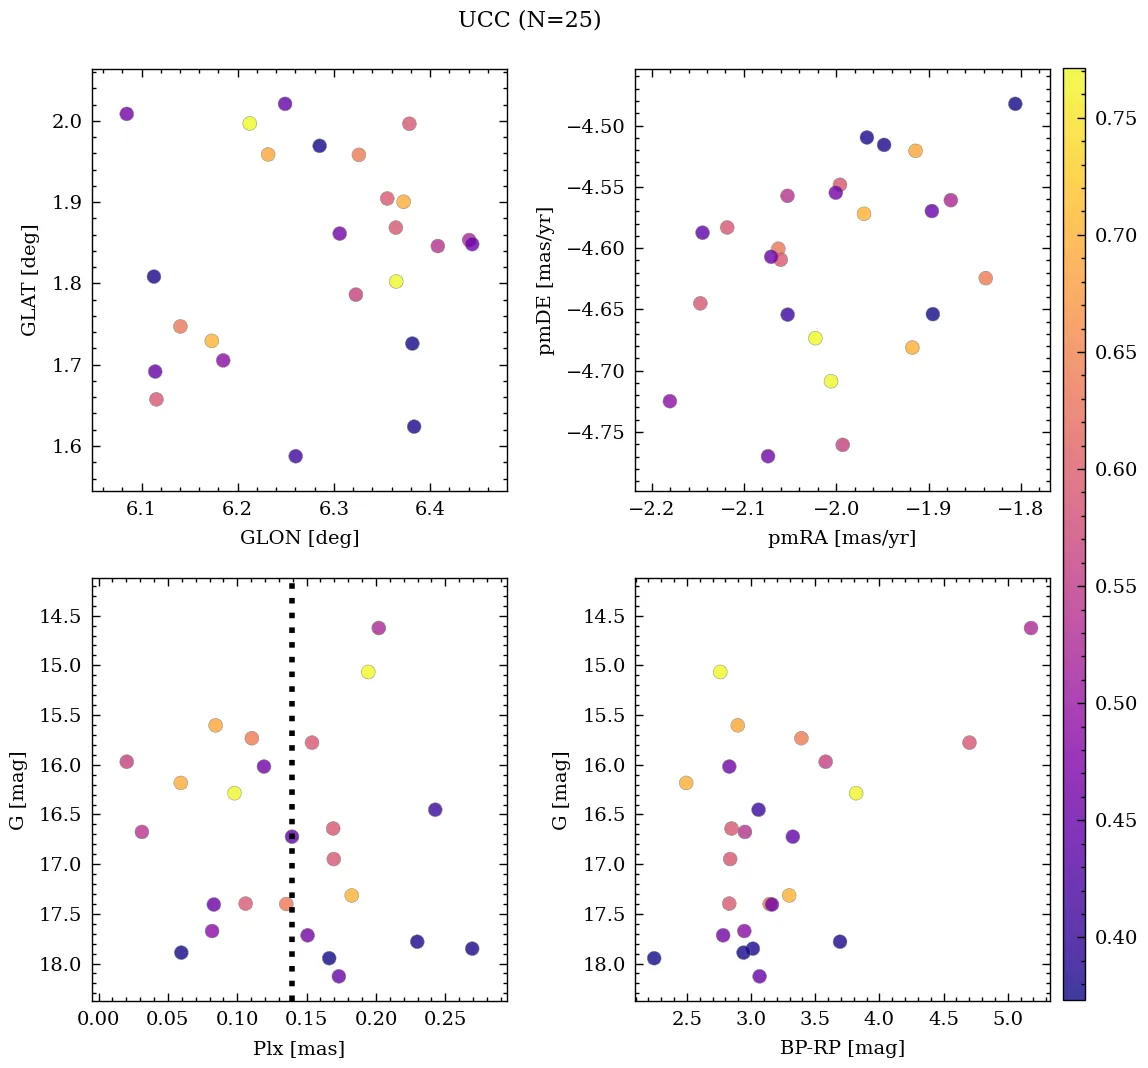 UCC (N=25)
2.0
1.9
1.8
1.7
1.6
GLAT [deg]
6.1 6.2 6.3 6.4
GLON [deg]
−4.50
−4.55
−4.60
−4.65
−4.70
−4.75
pmDE [mas/yr]
−2.2 −2.1 −2.0 −1.9 −1.8
pmRA [mas/yr]
0.75
0.70
0.65
0.60
0.55
0.50
0.45
0.40
14.5
15.0
15.5
16.0
16.5
17.0
17.5
18.0
G [mag]
0.00 0.05 0.10 0.15 0.20 0.25
Plx [mas]
14.5
15.0
15.5
16.0
16.5
17.0
17.5
18.0
G [mag]
2.5 3.0 3.5 4.0 4.5 5.0
BP-RP [mag]